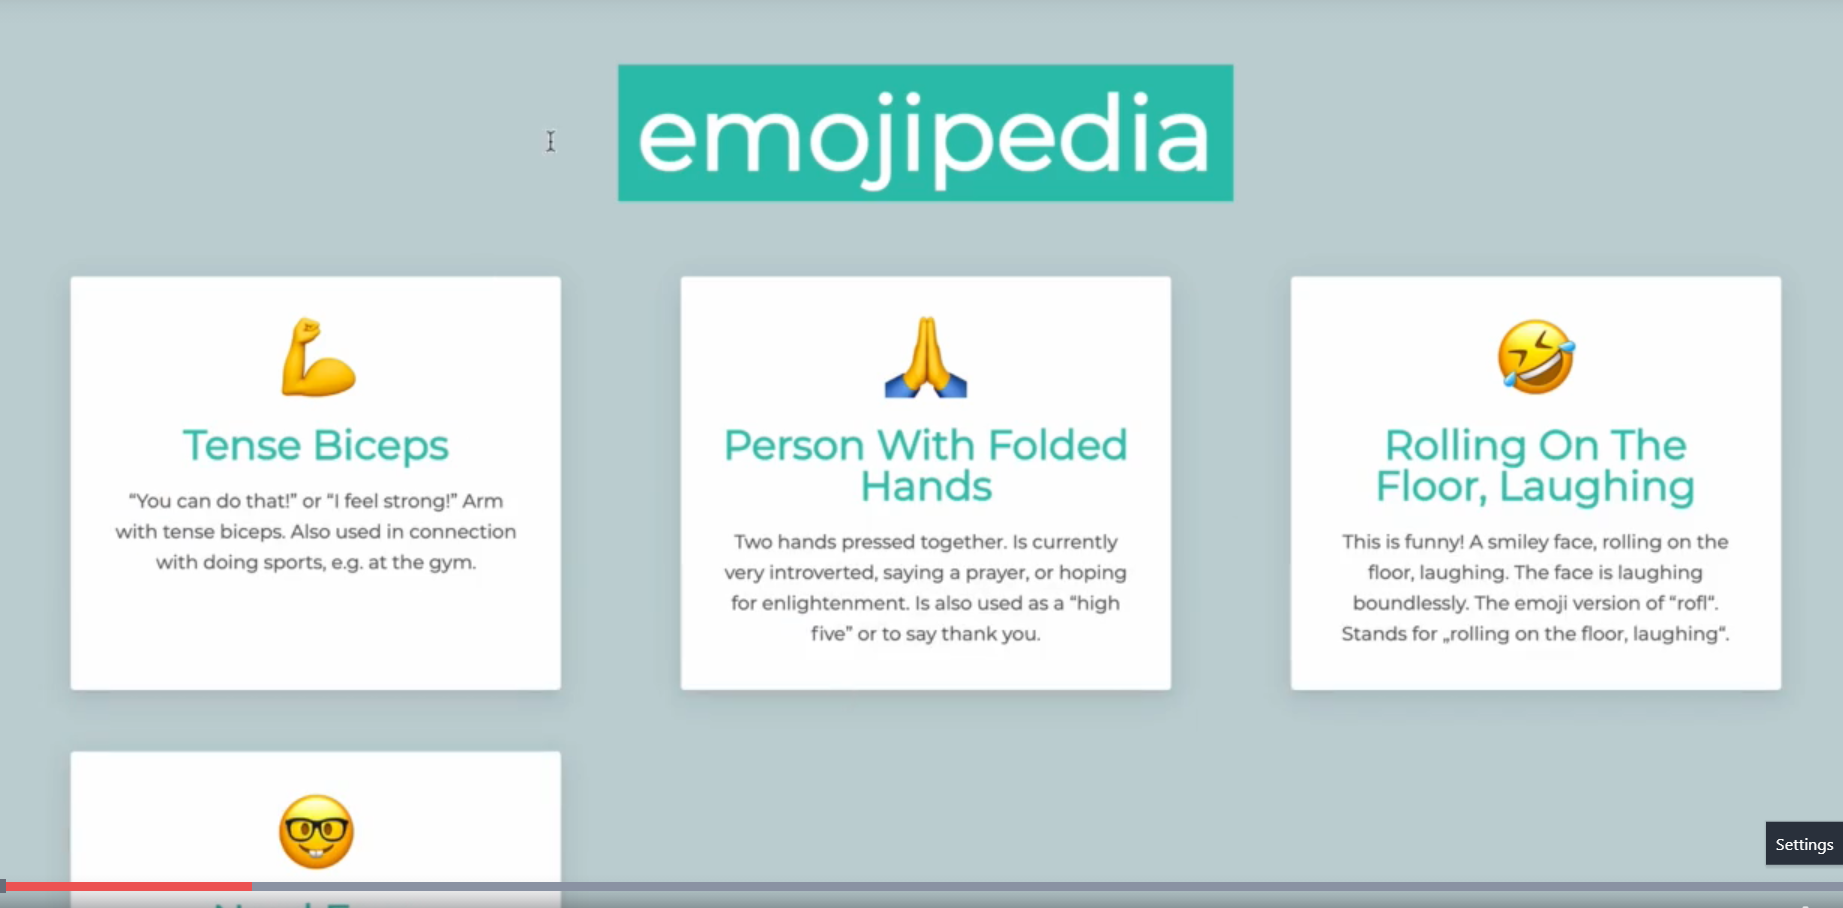 emojipedia
Tense Biceps
“You can do that!” or “I feel strong!” Arm
with tense biceps. Also used in connection
with doing sports, e.g. at the gym.
Person With Folded
Hands
Two hands pressed together. Is currently
very introverted, saying a prayer, or hoping
for enlightenment. Is also used as a “high
five” or to say thank you.
Rolling On The
Floor, Laughing
This is funny! A smiley face, rolling on the
floor, laughing. The face is laughing
boundlessly. The emoji version of “rofl“.
Stands for „rolling on the floor, laughing“.
Settings